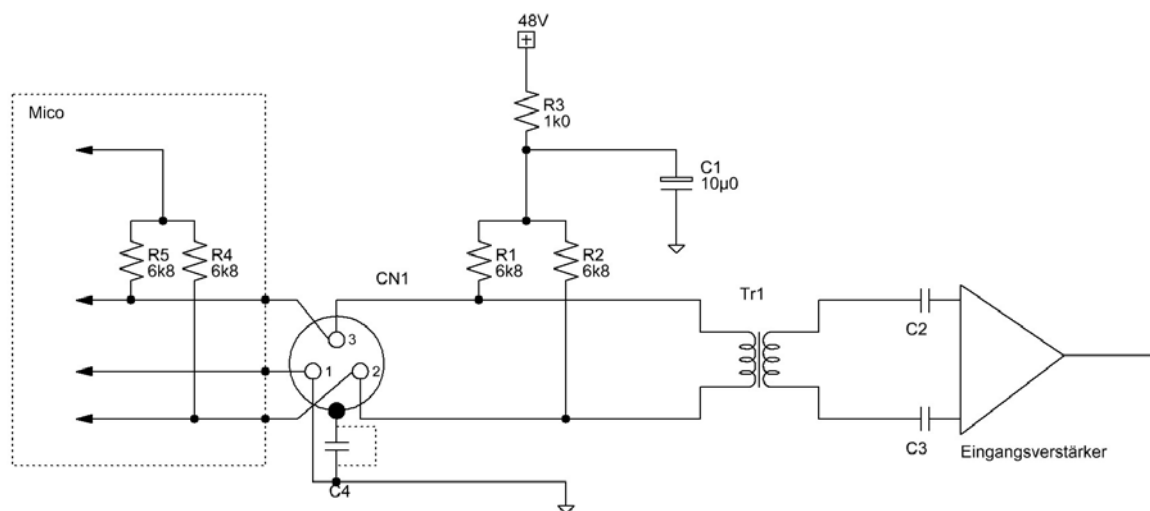 48V
R3
1k0
Mico
C1
10µ0
R5
6k8
R4
6k8
R1
6k8
R2
6k8
CN1
Tr1
C2
3
1
2
C3
Eingangsverstärker
C4